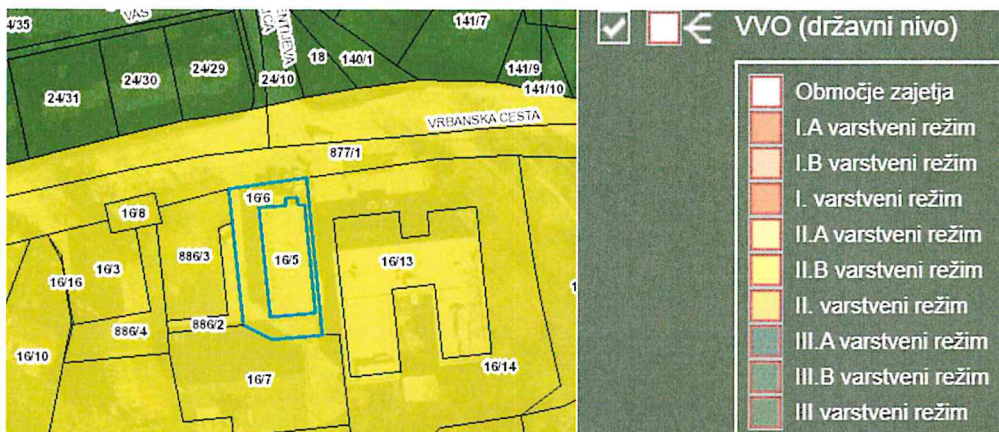 4/35
VAS
24/31
24/30
24/29
ENTIJEVA
ICA
24/10
18
140/1
141/7
141/9
141/10
VRBANSKA CESTA
877/1
16/8
16/6
16/3
886/3
16/5
16/13
16/16
886/4
886/2
16/10
16/7
16/14
1
VVO (državni nivo)
Območje zajetja
I.A varstveni režim
I.B varstveni režim
I. varstveni režim
II.A varstveni režim
II.B varstveni režim
II. varstveni režim
III.A varstveni režim
III.B varstveni režim
III varstveni režim